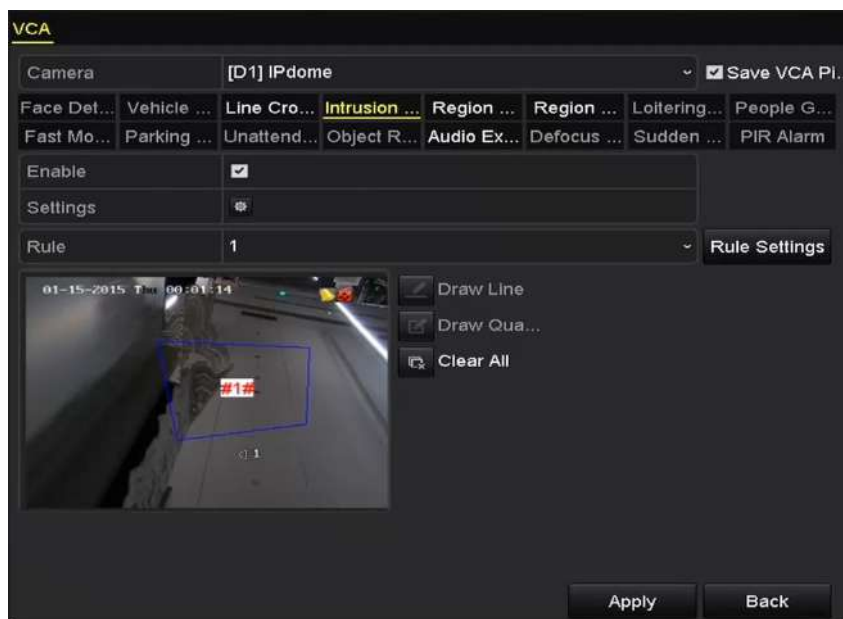 VCA
Camera [D1] IPdome Save VCA Pi.
Face Det... Vehicle ... Line Cro... Intrusion ... Region ... Region ... Loitering... People G...
Fast Mo... Parking ... Unattend... Object R... Audio Ex... Defocus ... Sudden ... PIR Alarm
Enable
Settings
Rule 1 Rule Settings
01-15-2015 Thu 00:01:14
Draw Line
Draw Qua...
Clear All
#1#
1
Apply Back